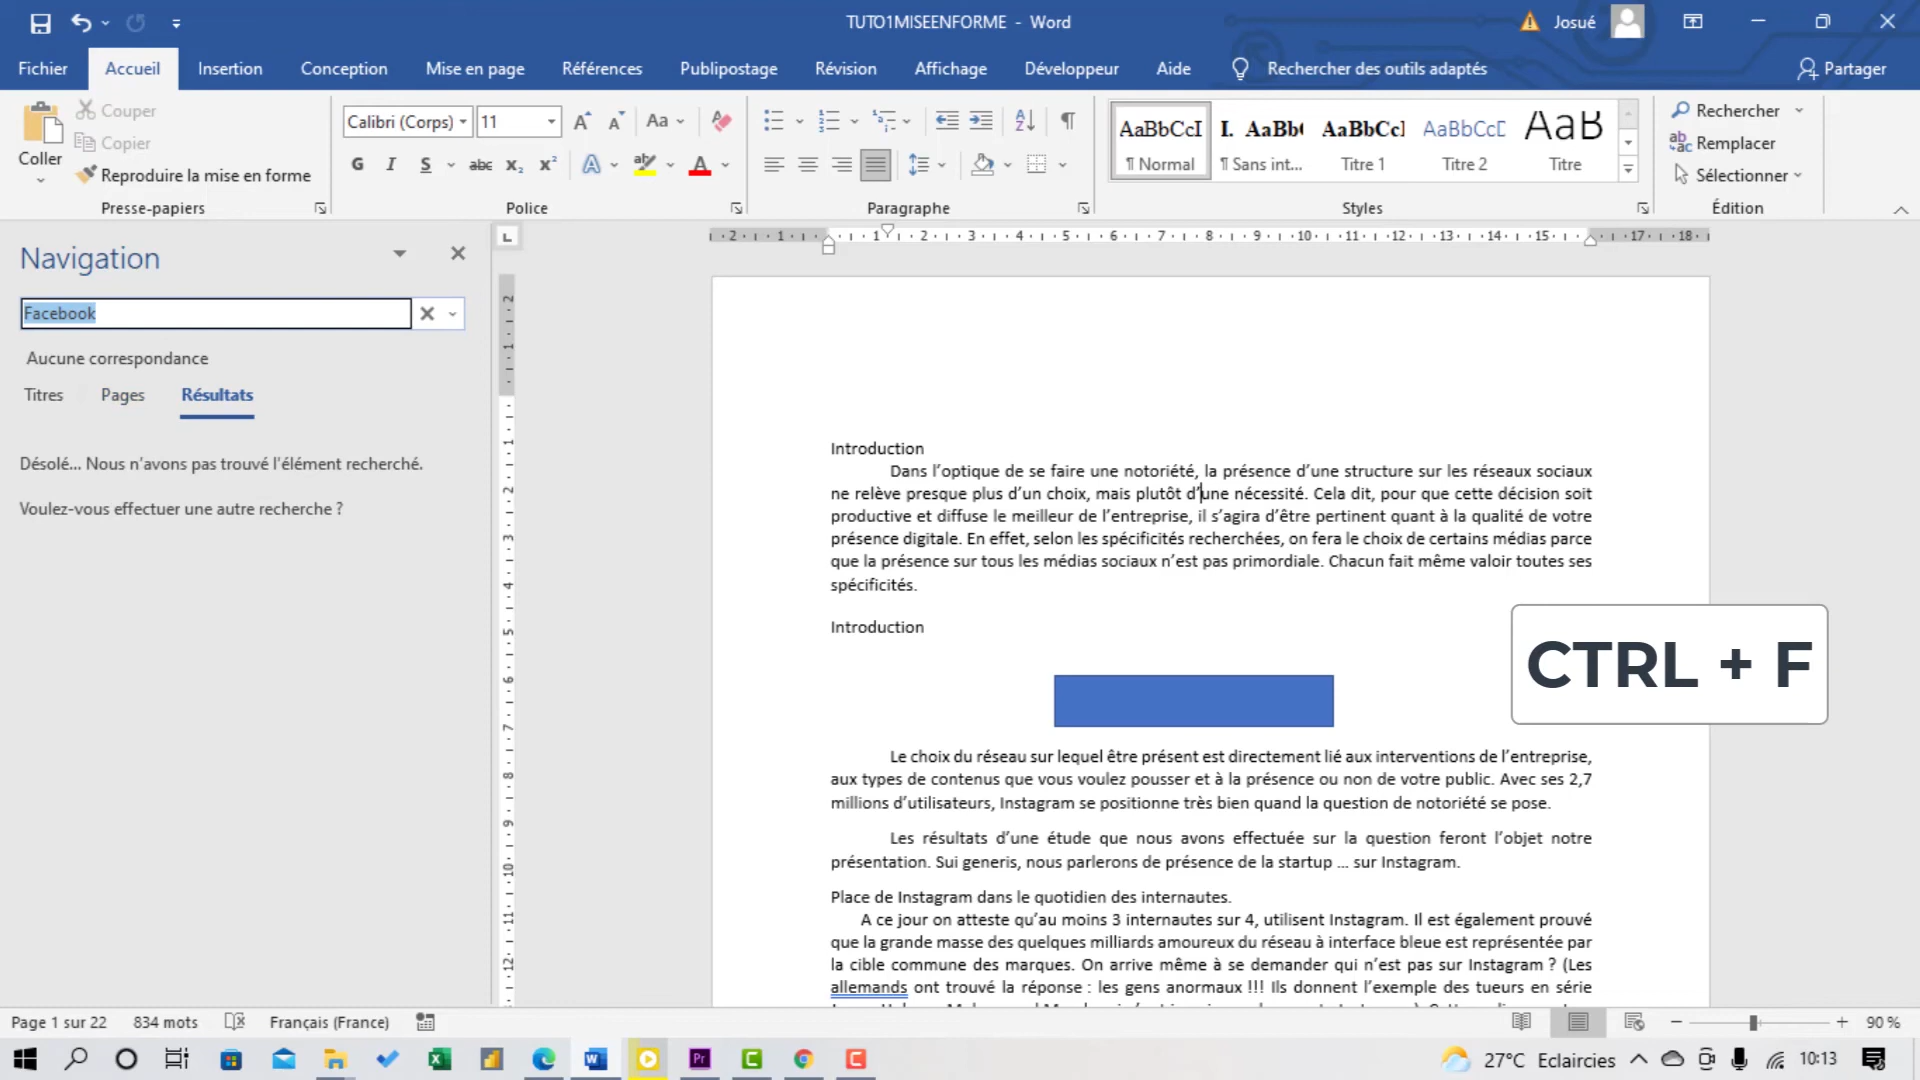 TUTO1MISEENFORME - Word
Josué
Fichier
Accueil
Insertion
Conception
Mise en page
Références
Publipostage
Révision
Affichage
Développeur
Aide
Rechercher des outils adaptés
Partager
Coller
Couper
Copier
Reproduire la mise en forme
Presse-papiers
Calibri (Corps)
11
Aa
G I S abc x₂ x²
Police
Paragraphe
AaBbCcI
I. AaBb(
AaBbCcI
AaBbCcD
AaB
¶ Normal
¶ Sans int...
Titre 1
Titre 2
Titre
Styles
Rechercher
Remplacer
Sélectionner
Édition
Navigation
Facebook
Aucune correspondance
Titres
Pages
Résultats
Désolé... Nous n'avons pas trouvé l'élément recherché.
Voulez-vous effectuer une autre recherche ?
Introduction
Dans l’optique de se faire une notoriété, la présence d’une structure sur les réseaux sociaux
ne relève presque plus d’un choix, mais plutôt d’une nécessité. Cela dit, pour que cette décision soit
productive et diffuse le meilleur de l’entreprise, il s’agira d’être pertinent quant à la qualité de votre
présence digitale. En effet, selon les spécificités recherchées, on fera le choix de certains médias parce
que la présence sur tous les médias sociaux n’est pas primordiale. Chacun fait même valoir toutes ses
spécificités.
Introduction
CTRL + F
Le choix du réseau sur lequel être présent est directement lié aux interventions de l’entreprise,
aux types de contenus que vous voulez pousser et à la présence ou non de votre public. Avec ses 2,7
millions d’utilisateurs, Instagram se positionne très bien quand la question de notoriété se pose.
Les résultats d’une étude que nous avons effectuée sur la question feront l’objet notre
présentation. Sui generis, nous parlerons de présence de la startup ... sur Instagram.
Place de Instagram dans le quotidien des internautes.
A ce jour on atteste qu’au moins 3 internautes sur 4, utilisent Instagram. Il est également prouvé
que la grande masse des quelques milliards amoureux du réseau à interface bleue est représentée par
la cible commune des marques. On arrive même à se demander qui n’est pas sur Instagram ? (Les
allemands ont trouvé la réponse : les gens anormaux !!! Ils donnent l’exemple des tueurs en série
Page 1 sur 22
834 mots
Français (France)
90 %
27°C Eclaircies
10:13